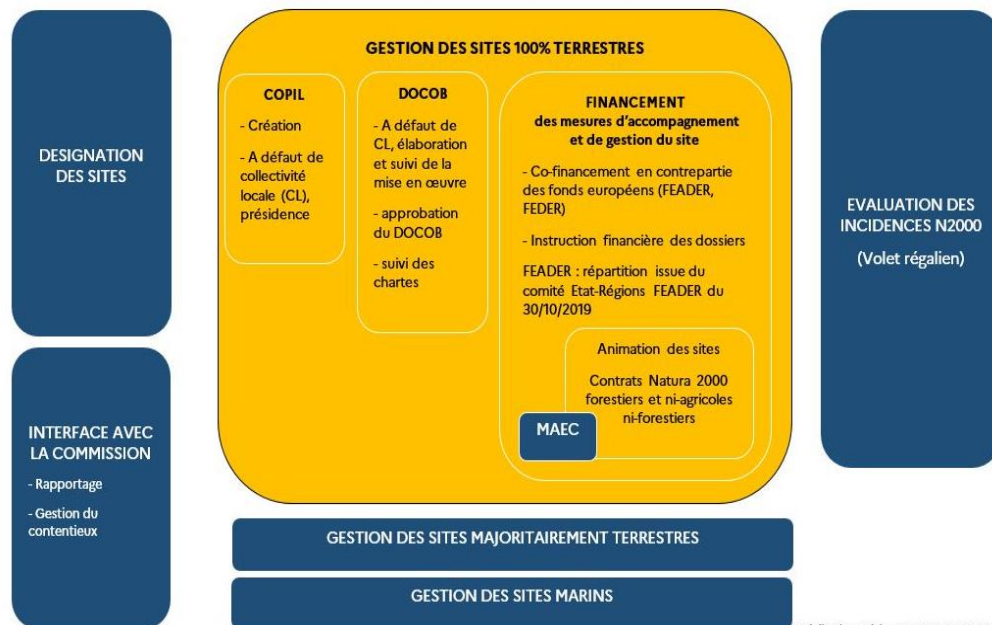 DESIGNATION
DES SITES
INTERFACE AVEC
LA COMMISSION
- Rapportage
- Gestion du
contentieux
GESTION DES SITES 100% TERRESTRES
COPIL
- Création
- A défaut de
collectivité
locale (CL),
présidence
DOCOB
- A défaut de
CL, élaboration
et suivi de la
mise en œuvre
- approbation
du DOCOB
- suivi des
chartes
FINANCEMENT
des mesures d'accompagnement
et de gestion du site
- Co-financement en contrepartie
des fonds européens (FEADER,
FEDER)
- Instruction financière des dossiers
FEADER : répartition issue du
comité Etat-Régions FEADER du
30/10/2019
Animation des sites
Contrats Natura 2000
forestiers et ni-agricoles
ni-forestiers
MAEC
EVALUATION DES
INCIDENCES N2000
(Volet régalien)
GESTION DES SITES MAJORITAIREMENT TERRESTRES
GESTION DES SITES MARINS